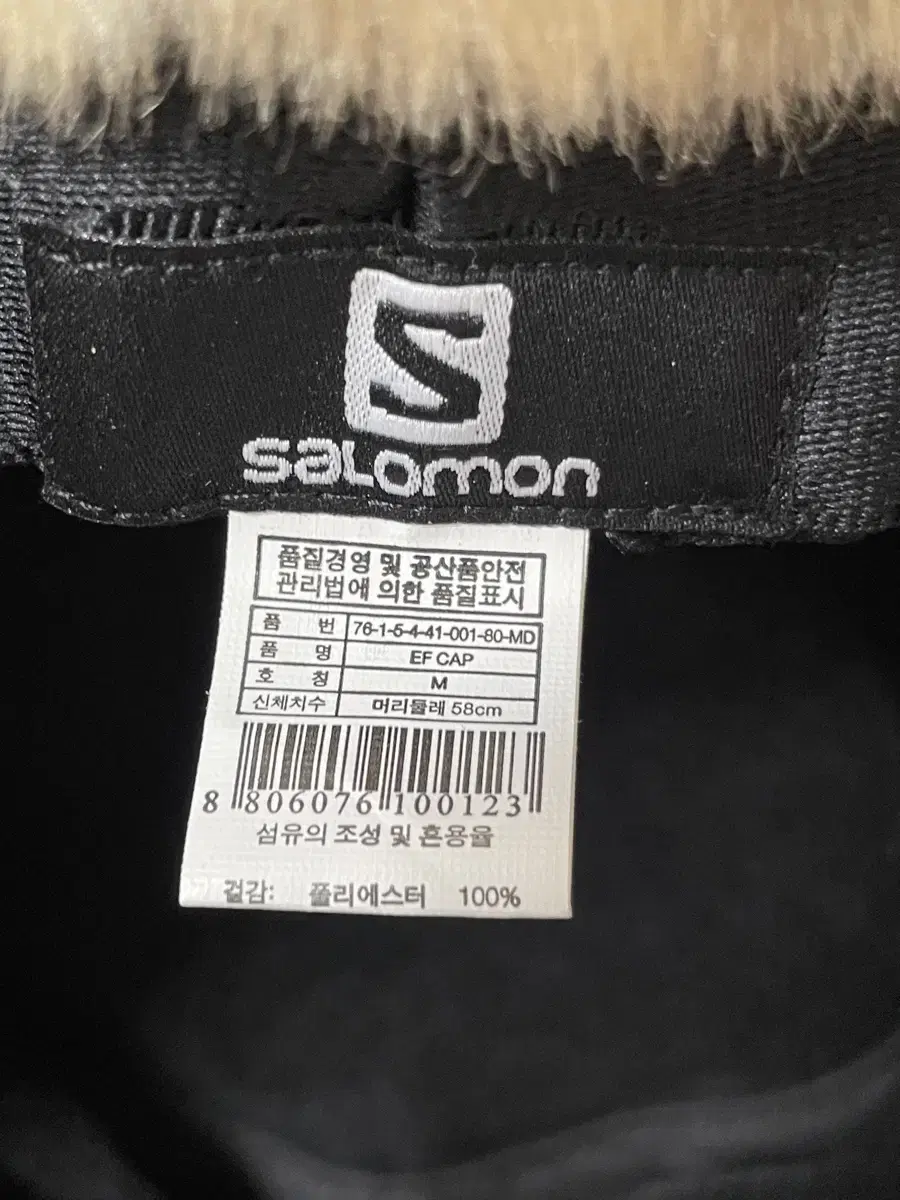 S
salomon
품질경영 및 공산품안전
관리법에 의한 품질표시
품 번 76-1-5-4-41-001-80-MD
품 명 EF CAP
호 칭 M
신체치수 머리둘레 58cm
8 806076 100123
섬유의 조성 및 혼용율
겉감: 폴리에스터 100%